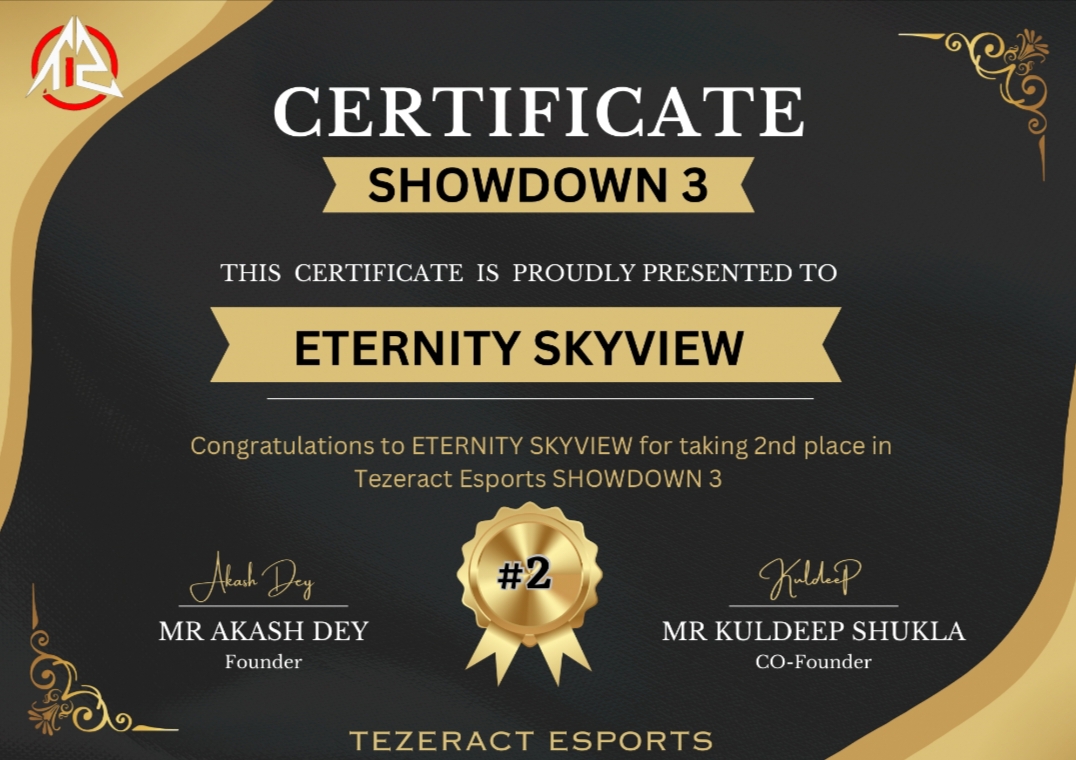 CERTIFICATE
SHOWDOWN 3
THIS CERTIFICATE IS PROUDLY PRESENTED TO
ETERNITY SKYVIEW
Congratulations to ETERNITY SKYVIEW for taking 2nd place in
Tezeract Esports SHOWDOWN 3
#2
Akash Dey
MR AKASH DEY
Founder
KuldeeP
MR KULDEEP SHUKLA
CO-Founder
TEZERACT ESPORTS